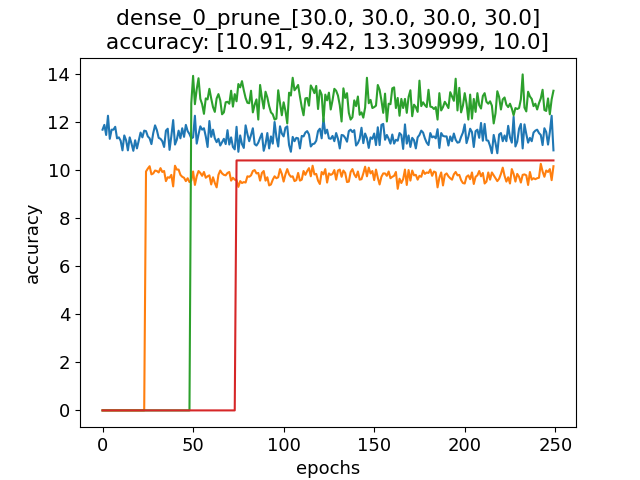 dense_0_prune_[30.0, 30.0, 30.0, 30.0]
accuracy: [10.91, 9.42, 13.309999, 10.0]
14
12
10
8
6
4
2
0
accuracy
0 50 100 150 200 250
epochs